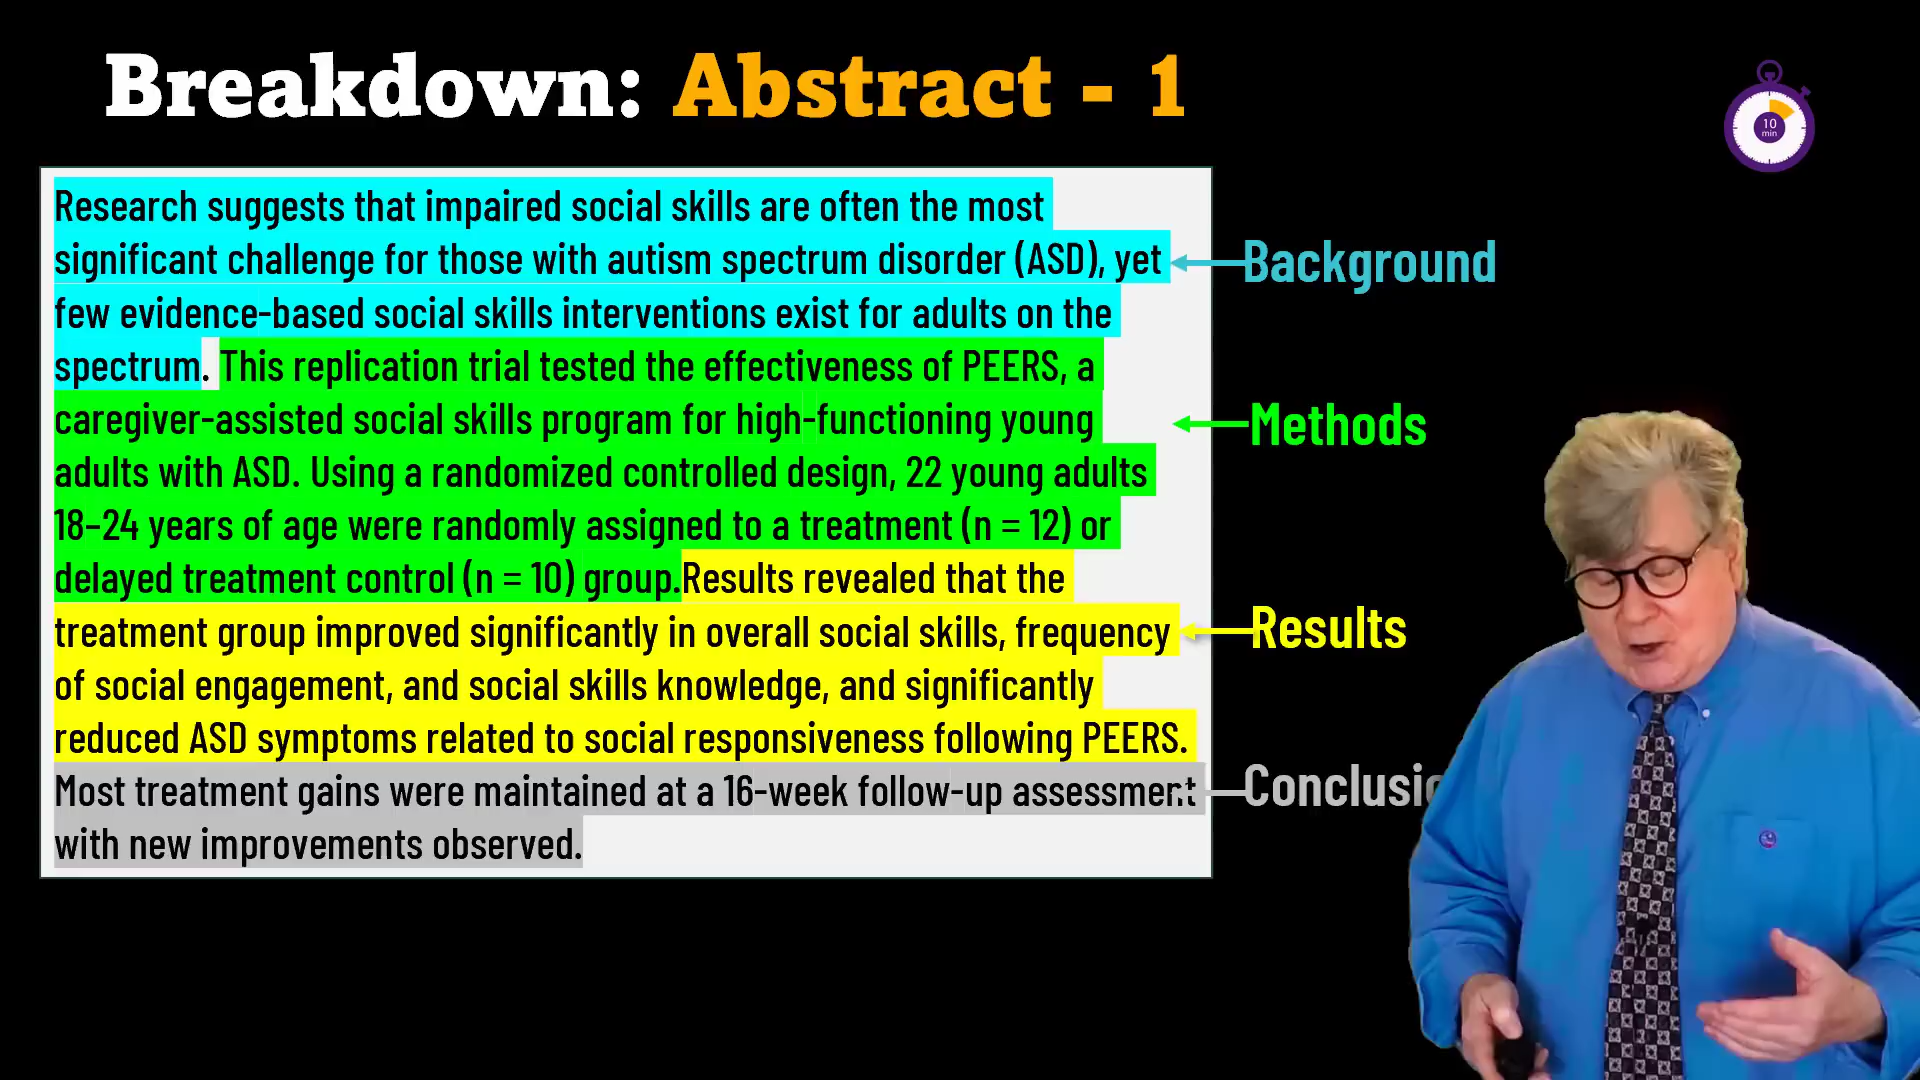 Breakdown: Abstract - 1
10
min
Research suggests that impaired social skills are often the most
significant challenge for those with autism spectrum disorder (ASD), yet
few evidence-based social skills interventions exist for adults on the
spectrum. This replication trial tested the effectiveness of PEERS, a
caregiver-assisted social skills program for high-functioning young
adults with ASD. Using a randomized controlled design, 22 young adults
18–24 years of age were randomly assigned to a treatment (n = 12) or
delayed treatment control (n = 10) group.Results revealed that the
treatment group improved significantly in overall social skills, frequency
of social engagement, and social skills knowledge, and significantly
reduced ASD symptoms related to social responsiveness following PEERS.
Most treatment gains were maintained at a 16-week follow-up assessment
with new improvements observed.
Background
Methods
Results